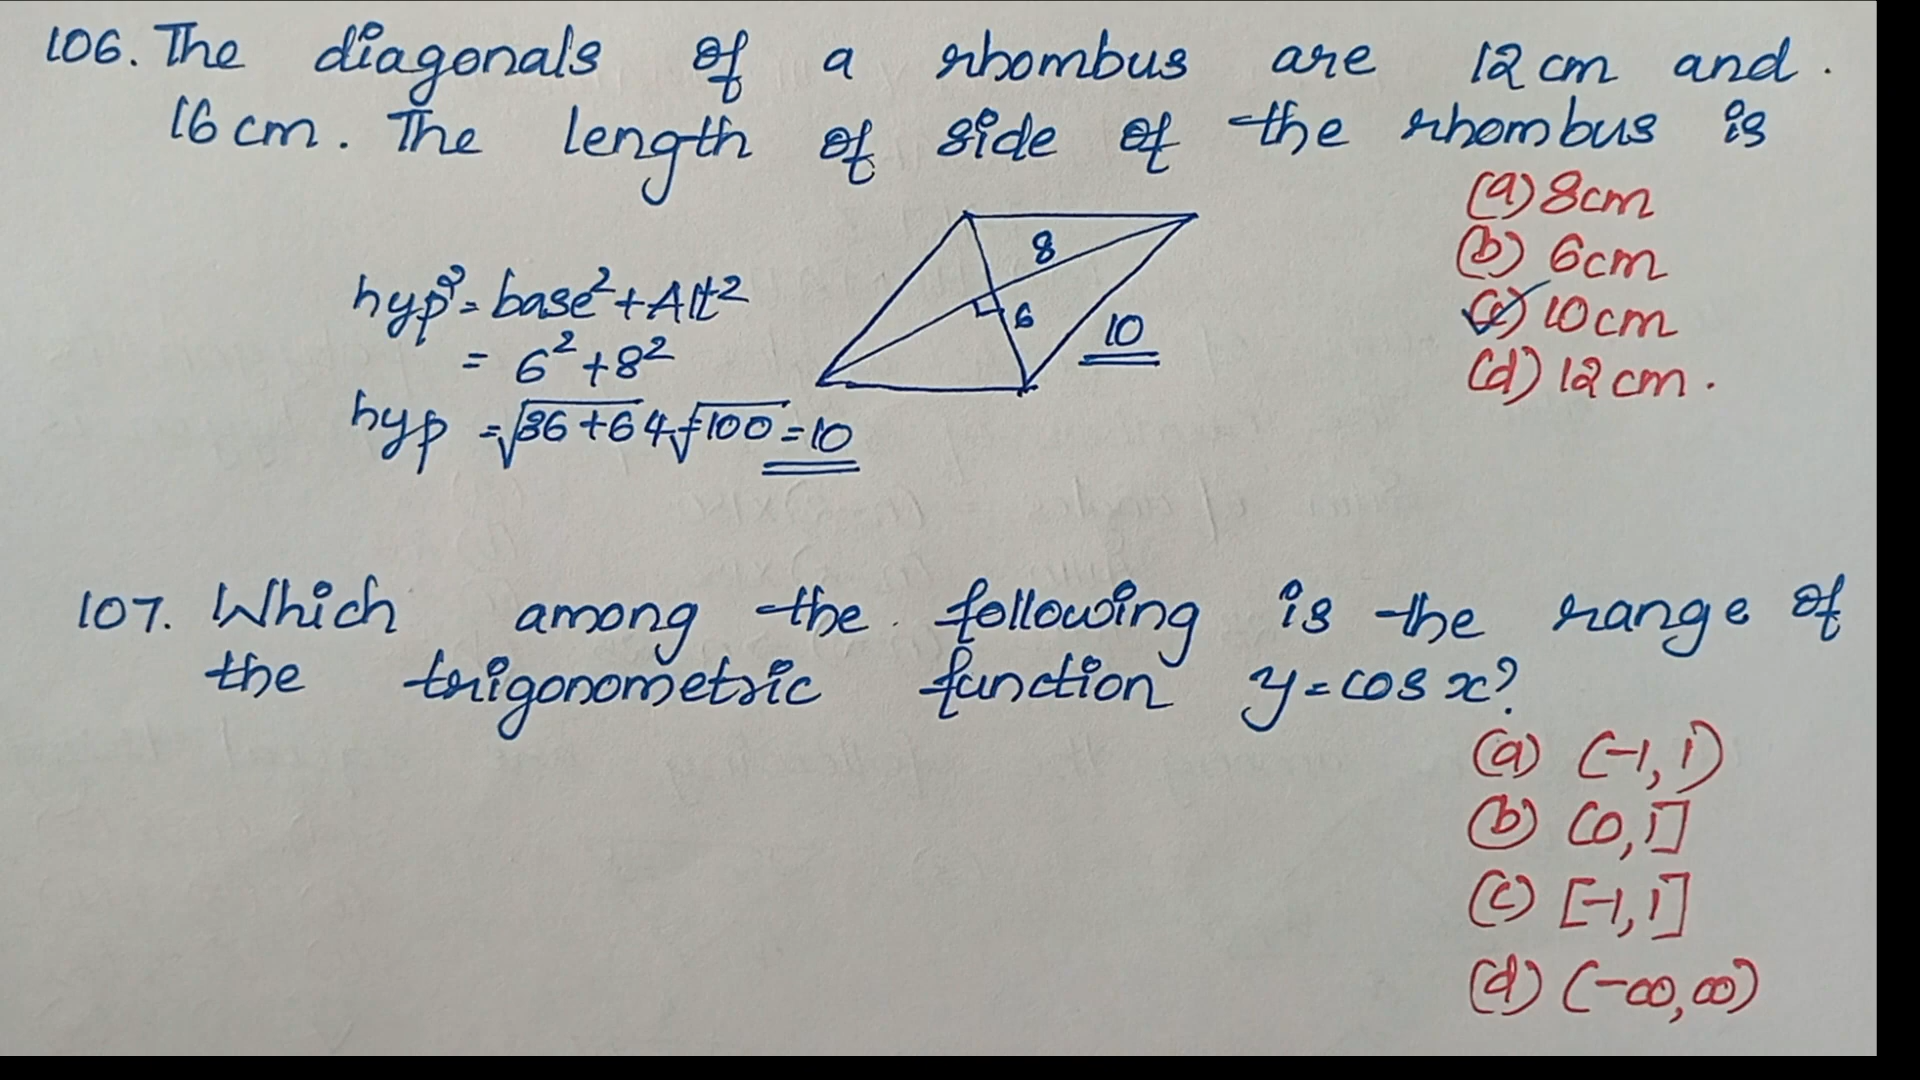 106. The diagonals of a rhombus are 12 cm and.
16 cm. The length of side of the rhombus is
(a) 8cm
(b) 6cm
(c) 10cm
(d) 12cm.
hyp² = base² + Alt²
= 6² + 8²
hyp = √36+64 = √100 = 10
8
6
10
107. Which among the following is the range of
the trigonometric function y = cos x?
(a) (-1, 1)
(b) (0, 1]
(c) [-1, 1]
(d) (-∞, ∞)